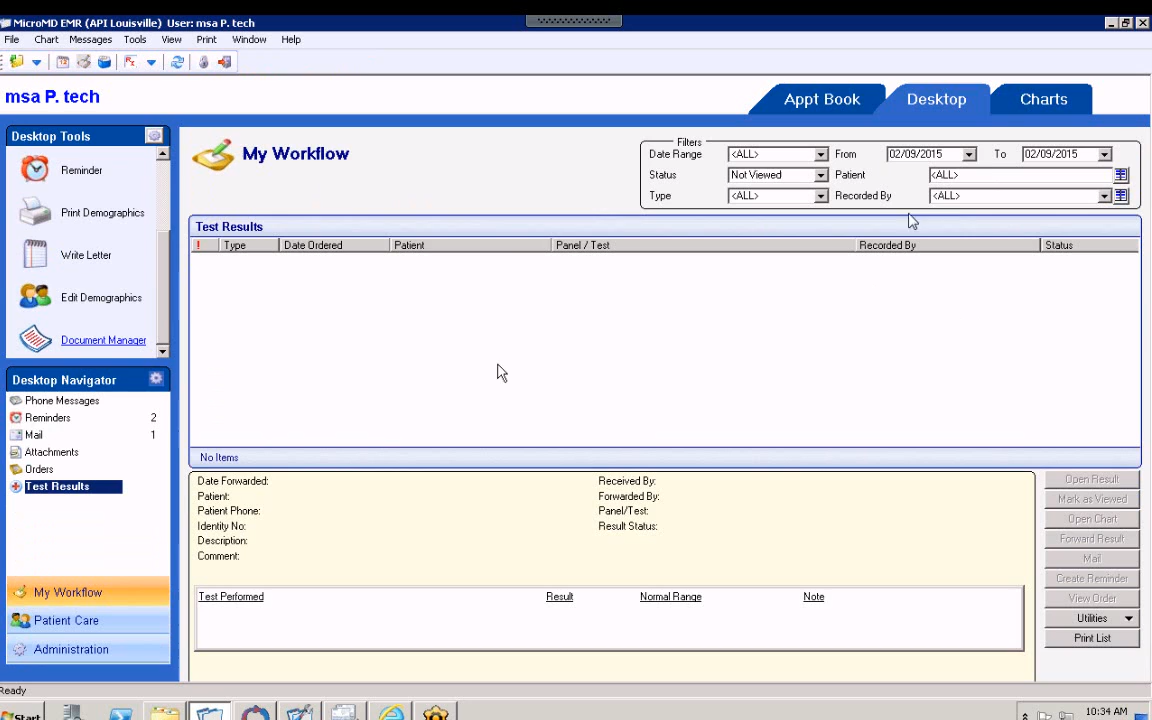 MicroMD EMR (API Louisville) User: msa P. tech
File Chart Messages Tools View Print Window Help
msa P. tech
Appt Book Desktop Charts
Desktop Tools
Reminder
Print Demographics
Write Letter
Edit Demographics
Document Manager
My Workflow
Filters
Date Range <ALL> From 02/09/2015 To 02/09/2015
Status Not Viewed Patient <ALL>
Type <ALL> Recorded By <ALL>
Test Results
! Type Date Ordered Patient Panel / Test Recorded By Status
No Items
Desktop Navigator
Phone Messages
Reminders 2
Mail 1
Attachments
Orders
Test Results
My Workflow
Patient Care
Administration
Date Forwarded: Received By:
Patient: Forwarded By:
Patient Phone: Panel/Test:
Identity No: Result Status:
Description:
Comment:
Test Performed Result Normal Range Note
Open Result
Mark as Viewed
Open Chart
Forward Result
Mail
Create Reminder
View Order
Utilities
Print List
Ready
Start 10:34 AM